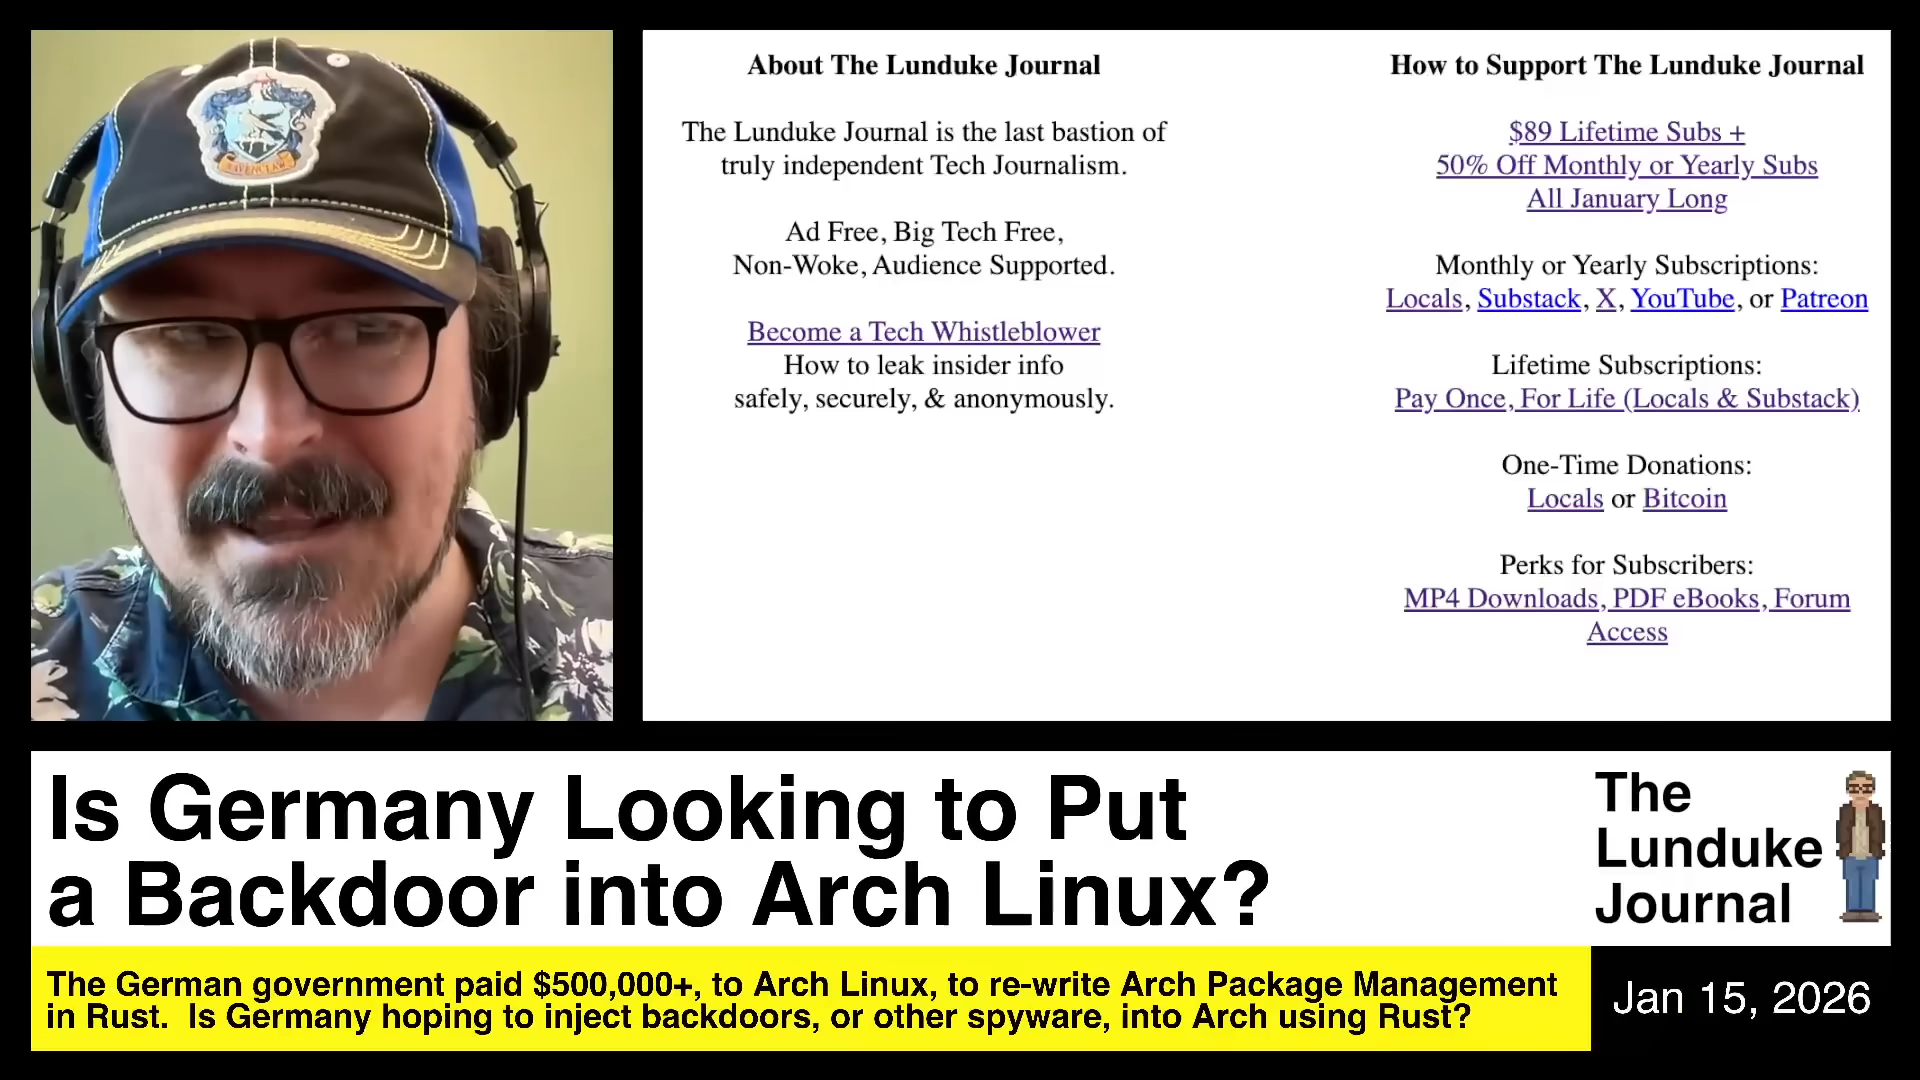 About The Lunduke Journal
The Lunduke Journal is the last bastion of
truly independent Tech Journalism.
Ad Free, Big Tech Free,
Non-Woke, Audience Supported.
Become a Tech Whistleblower
How to leak insider info
safely, securely, & anonymously.
How to Support The Lunduke Journal
$89 Lifetime Subs +
50% Off Monthly or Yearly Subs
All January Long
Monthly or Yearly Subscriptions:
Locals, Substack, X, YouTube, or Patreon
Lifetime Subscriptions:
Pay Once, For Life (Locals & Substack)
One-Time Donations:
Locals or Bitcoin
Perks for Subscribers:
MP4 Downloads, PDF eBooks, Forum
Access
RAVENCLAW
Is Germany Looking to Put
a Backdoor into Arch Linux?
The
Lunduke
Journal
The German government paid $500,000+, to Arch Linux, to re-write Arch Package Management
in Rust.  Is Germany hoping to inject backdoors, or other spyware, into Arch using Rust?
Jan 15, 2026